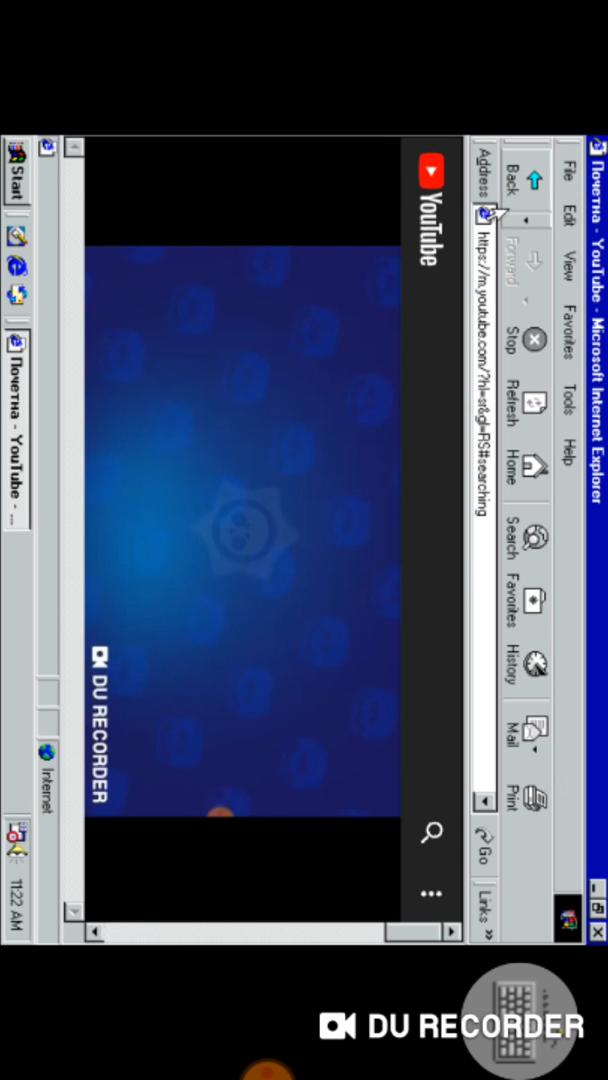 Почетна - YouTube - Microsoft Internet Explorer
File Edit View Favorites Tools Help
Back Forward Stop Refresh Home Search Favorites History Mail Print
Address https://m.youtube.com/?hl=sr&gl=RS#searching Go Links »
YouTube
DU RECORDER
Internet
Start Почетна - YouTube - ... 11:22 AM
DU RECORDER